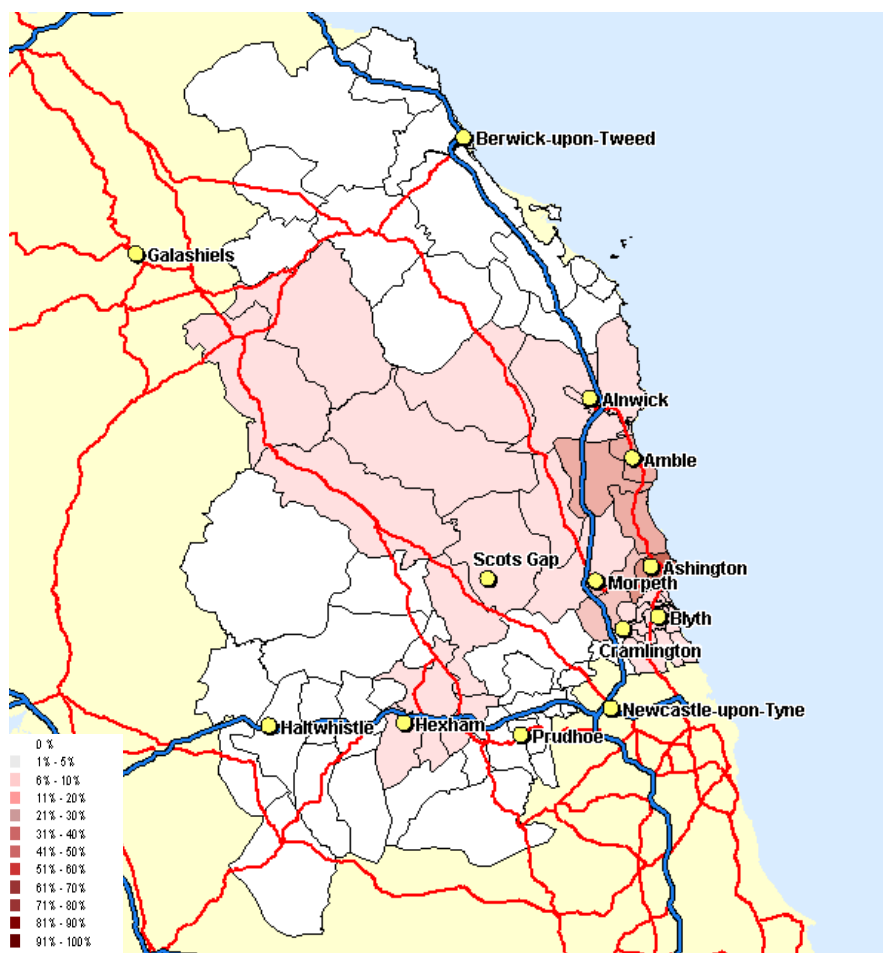 Berwick-upon-Tweed
Galashiels
Alnwick
Amble
Scots Gap
Ashington
Morpeth
Blyth
Cramlington
Newcastle-upon-Tyne
Haltwhistle
Hexham
Prudhoe
0 %
1% - 5%
6% - 10%
11% - 20%
21% - 30%
31% - 40%
41% - 50%
51% - 60%
61% - 70%
71% - 80%
81% - 90%
91% - 100%